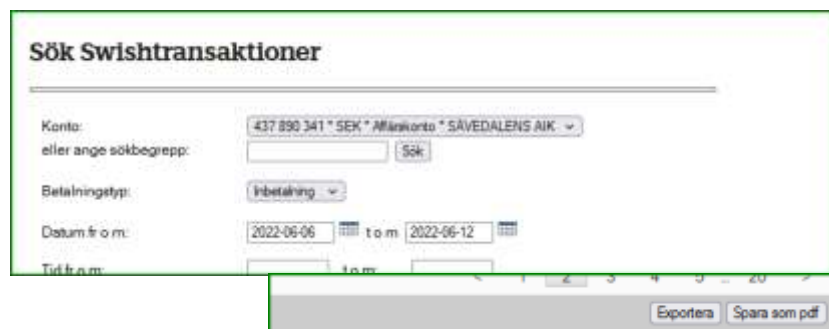 Sök Swishtransaktioner
Konto: 437 890 341 * SEK * Affärskonto * SÄVEDALENS AIK
eller ange sökbegrepp: Sök
Betalningstyp: Inbetalning
Datum fr o m: 2022-06-06 t o m 2022-06-12
Tid fr o m: t o m:
< 1 2 3 4 5 .. 20 >
Exportera Spara som pdf